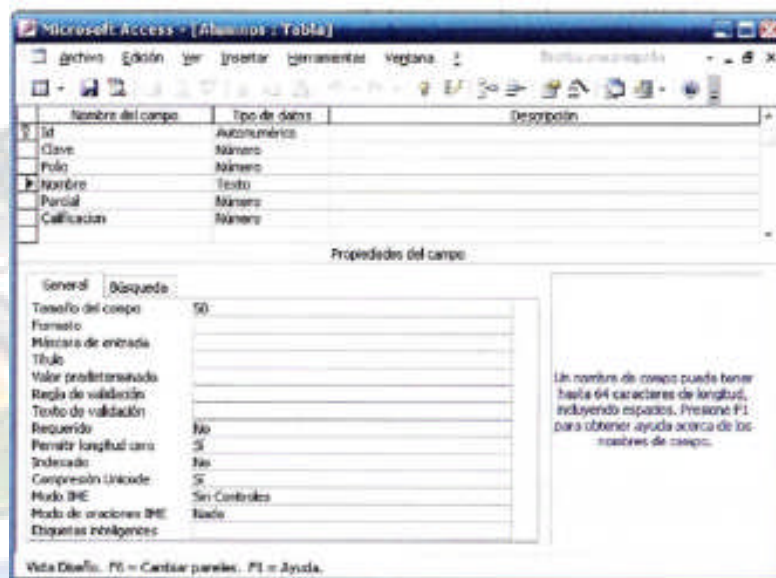 Microsoft Access - [Alumnos : Tabla]
Archivo Edición Ver Insertar Herramientas Ventana ?
Nombre del campo Tipo de datos Descripción
Id Autonumérico
Clave Número
Folio Número
Nombre Texto
Parcial Número
Calificacion Número
Propiedades del campo
General Búsqueda
Tamaño del campo 50
Formato
Máscara de entrada
Título
Valor predeterminado
Regla de validación
Texto de validación
Requerido No
Permitir longitud cero Sí
Indexado No
Compresión Unicode Sí
Modo IME Sin Controles
Modo de oraciones IME Nada
Etiquetas inteligentes
Un nombre de campo puede tener
hasta 64 caracteres de longitud,
incluyendo espacios. Presione F1
para obtener ayuda acerca de los
nombres de campo.
Vista Diseño. F6 = Cambiar paneles. F1 = Ayuda.